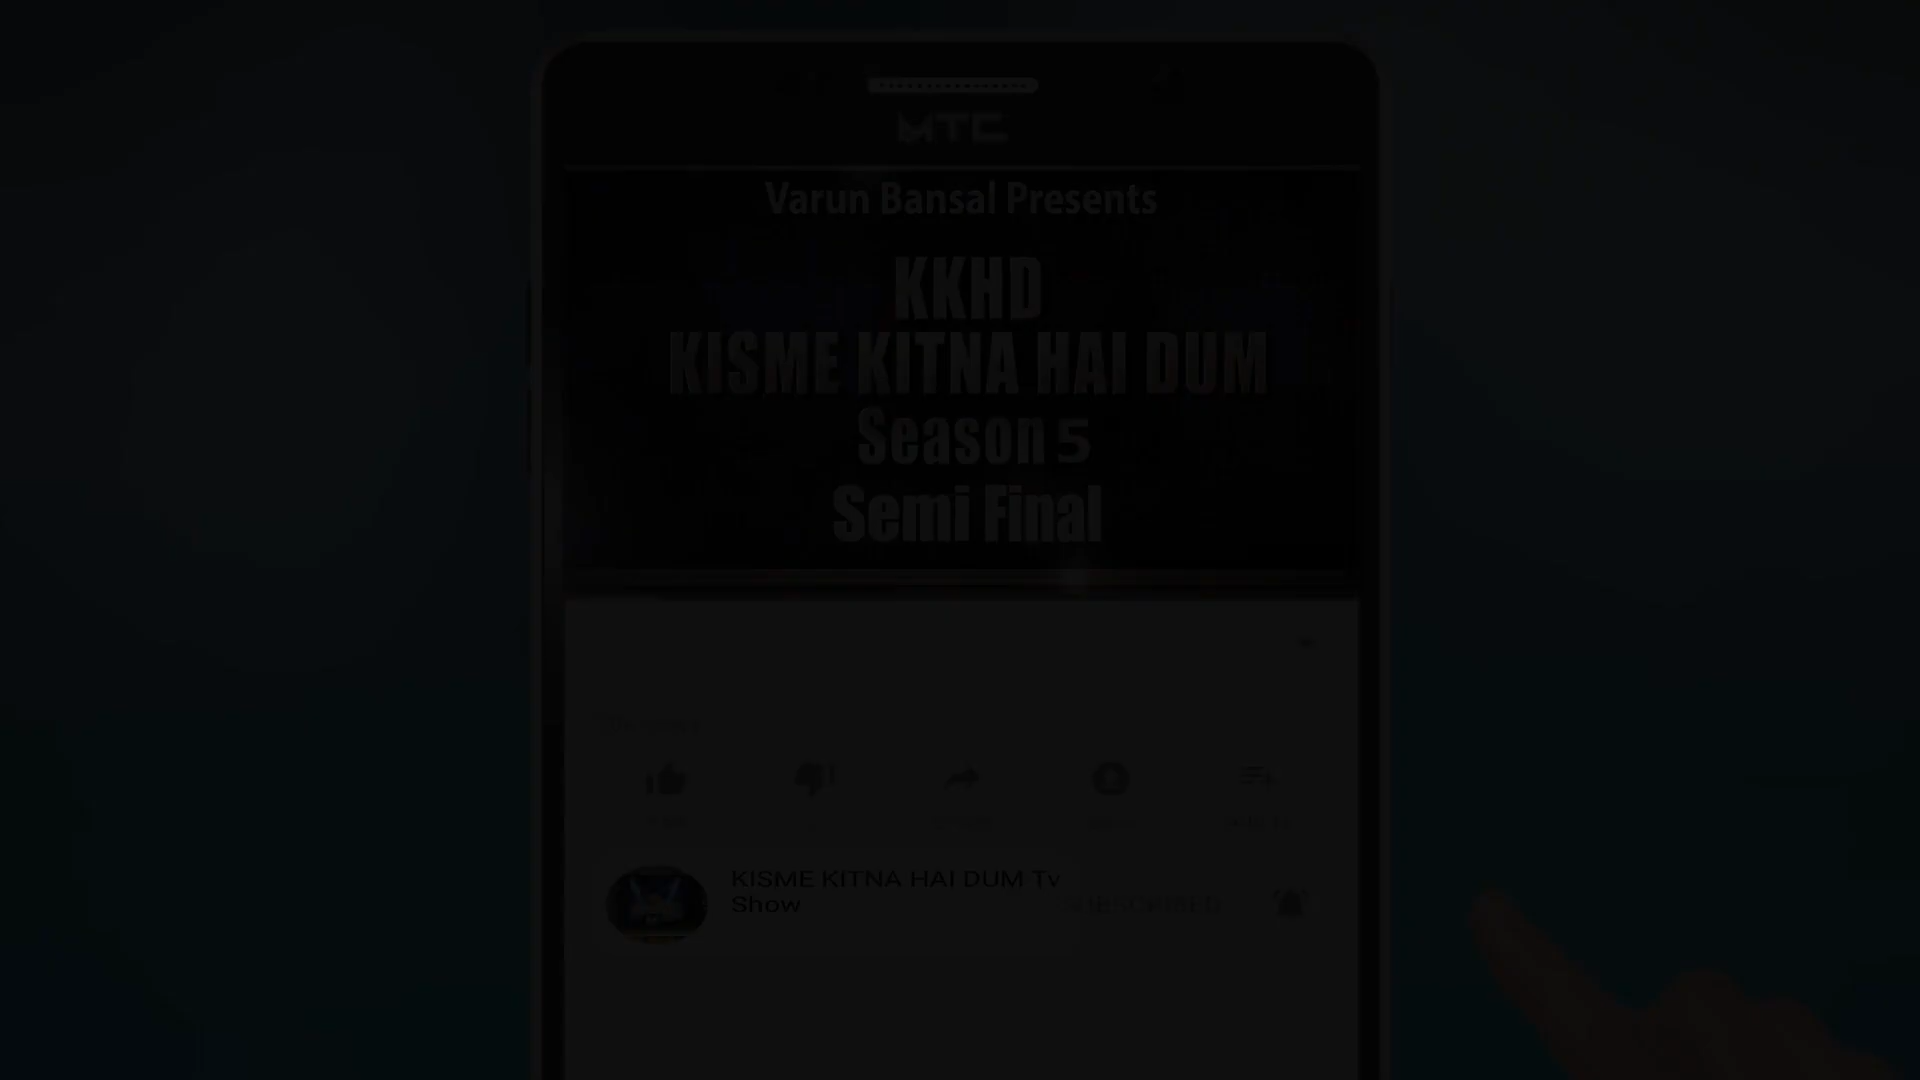 MTC
Varun Bansal Presents
KKHD
KISME KITNA HAI DUM
Season 5
Semi Final
KISME KITNA HAI DUM Tv
Show
SUBSCRIBED